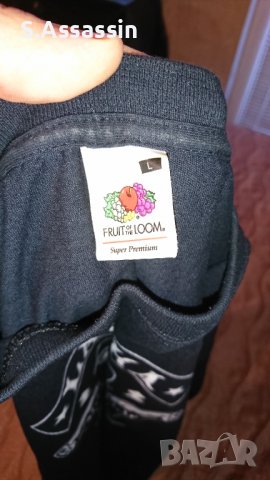 S.Assassin
L
FRUIT OF THE LOOM®
Super Premium
BAZAR